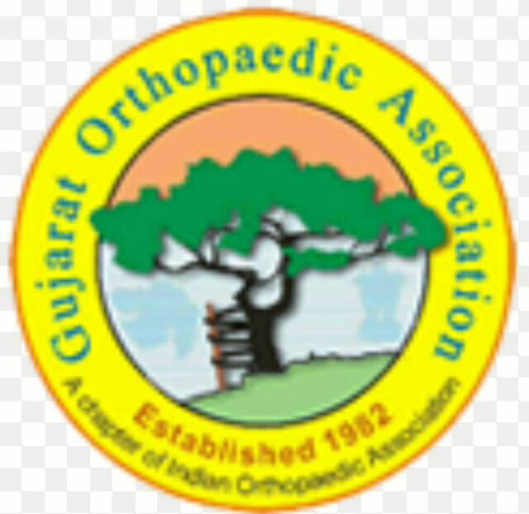 Gujarat Orthopaedic Association
Established 1982
A chapter of Indian Orthopaedic Association